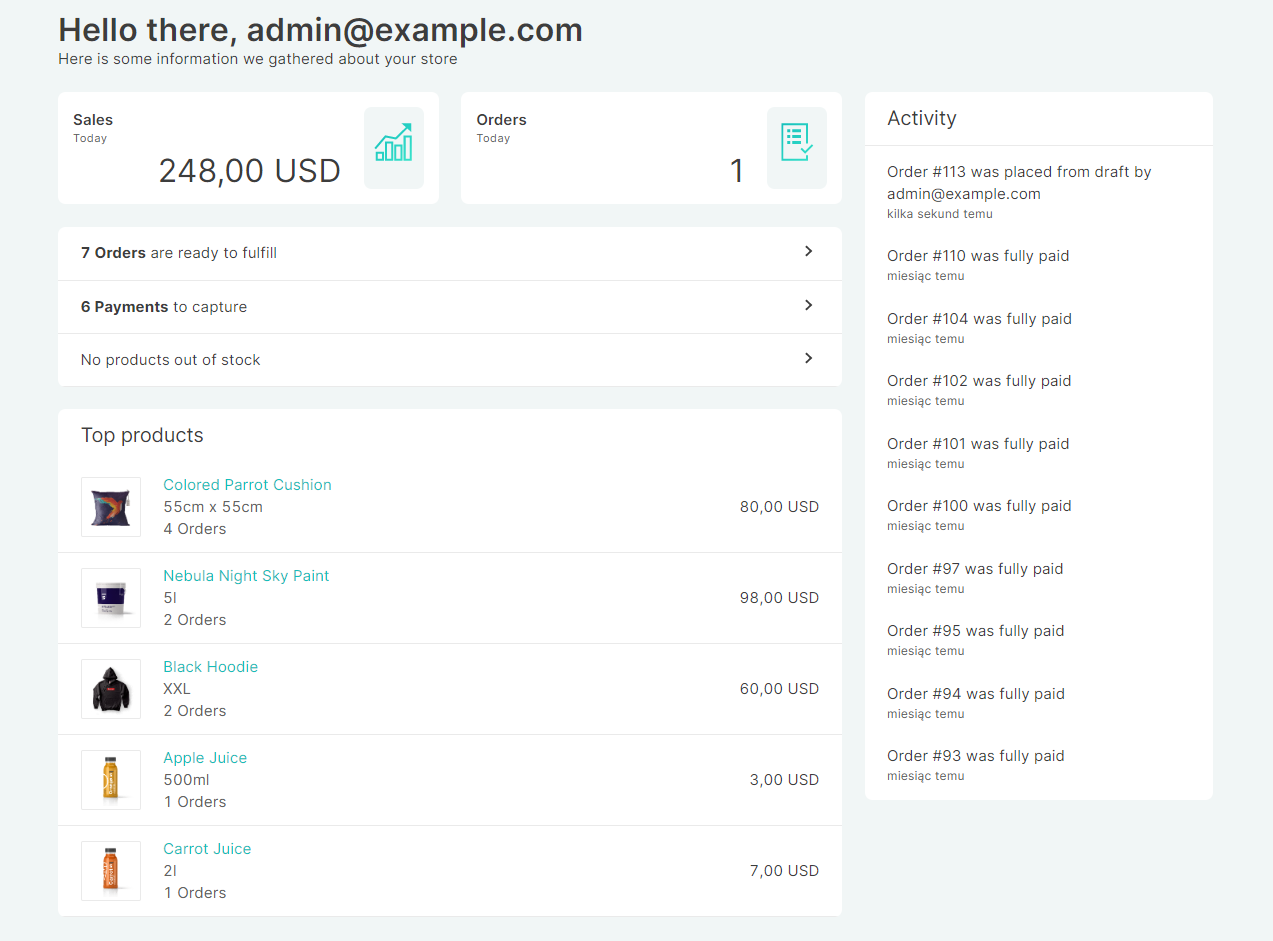 Hello there, admin@example.com
Here is some information we gathered about your store
Sales
Today
248,00 USD
Orders
Today
1
7 Orders are ready to fulfill
6 Payments to capture
No products out of stock
Top products
Colored Parrot Cushion
55cm x 55cm
4 Orders
80,00 USD
Nebula Night Sky Paint
5l
2 Orders
98,00 USD
Black Hoodie
XXL
2 Orders
60,00 USD
Apple Juice
500ml
1 Orders
3,00 USD
Carrot Juice
2l
1 Orders
7,00 USD
Activity
Order #113 was placed from draft by
admin@example.com
kilka sekund temu
Order #110 was fully paid
miesiąc temu
Order #104 was fully paid
miesiąc temu
Order #102 was fully paid
miesiąc temu
Order #101 was fully paid
miesiąc temu
Order #100 was fully paid
miesiąc temu
Order #97 was fully paid
miesiąc temu
Order #95 was fully paid
miesiąc temu
Order #94 was fully paid
miesiąc temu
Order #93 was fully paid
miesiąc temu